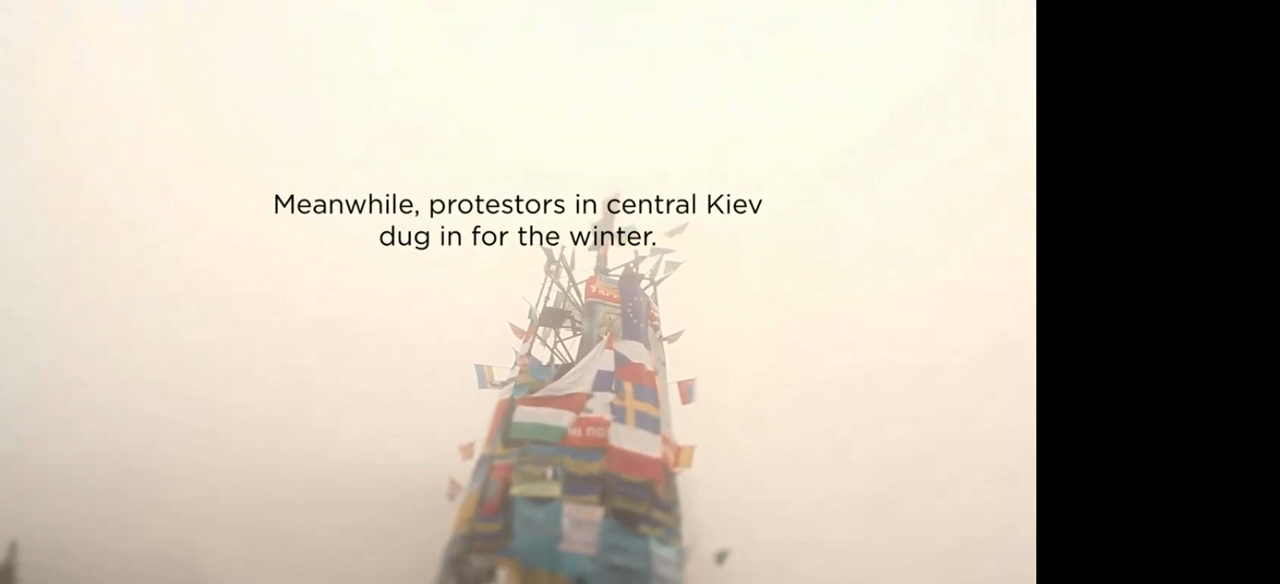 Meanwhile, protestors in central Kiev
dug in for the winter.